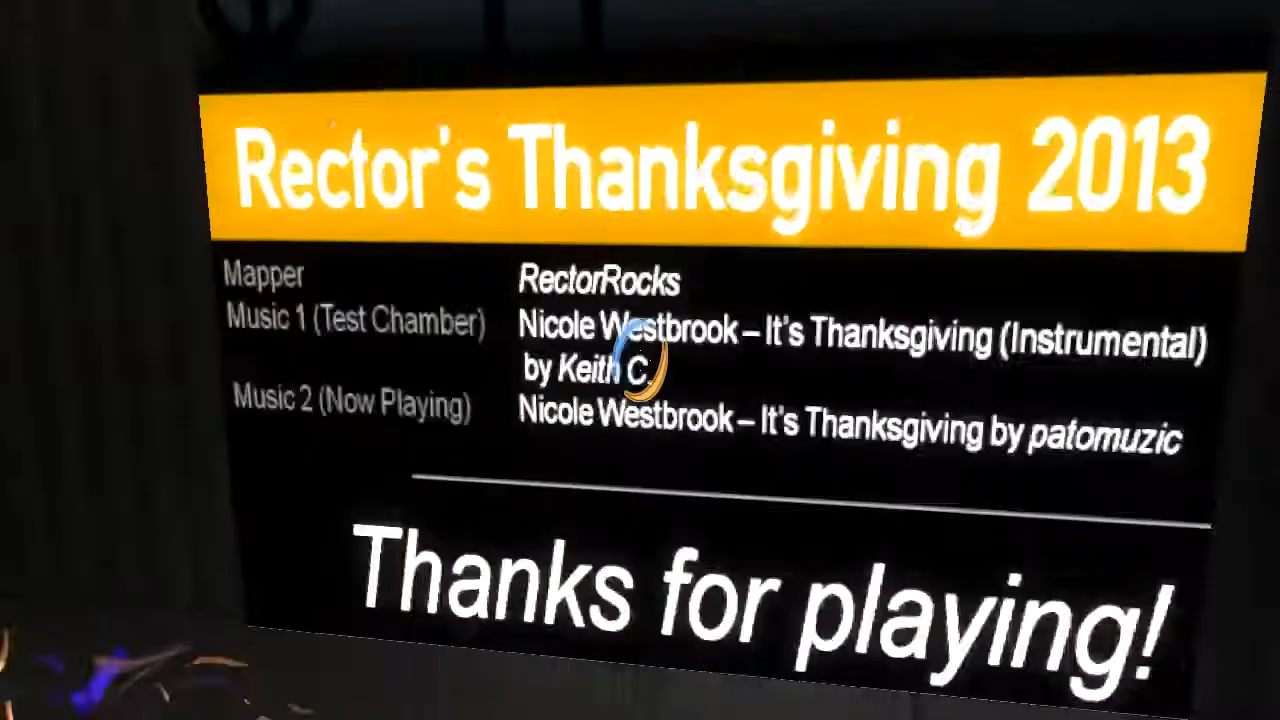 Rector's Thanksgiving 2013
Mapper RectorRocks
Music 1 (Test Chamber) Nicole Westbrook – It's Thanksgiving (Instrumental)
by Keith C.
Music 2 (Now Playing) Nicole Westbrook – It's Thanksgiving by patomuzic
Thanks for playing!